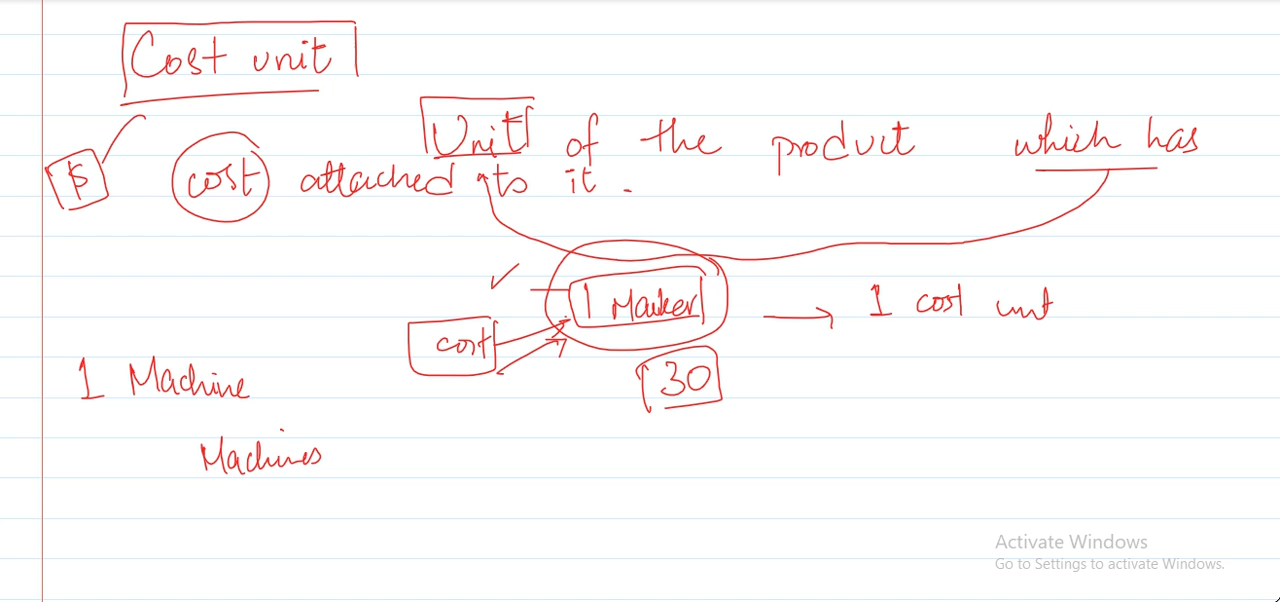 Cost unit
Unit of the product which has
$ cost attached to it.
1 Marker → 1 cost unit
cost
30
1 Machine
Machines
Activate Windows
Go to Settings to activate Windows.